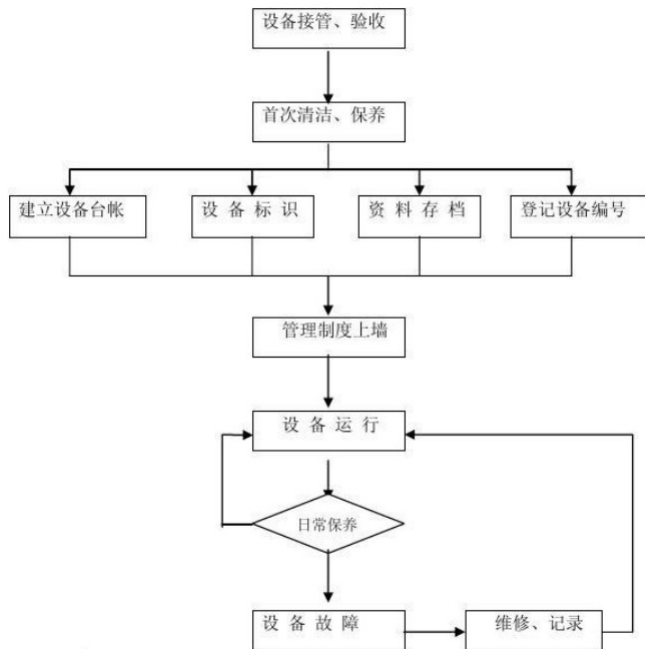 设备接管、验收
首次清洁、保养
建立设备台帐
设备标识
资料存档
登记设备编号
管理制度上墙
设备运行
日常保养
设备故障
维修、记录